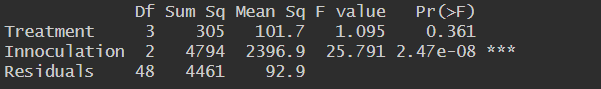 Df Sum Sq Mean Sq F value Pr(>F)
Treatment 3 305 101.7 1.095 0.361
Innoculation 2 4794 2396.9 25.791 2.47e-08 ***
Residuals 48 4461 92.9